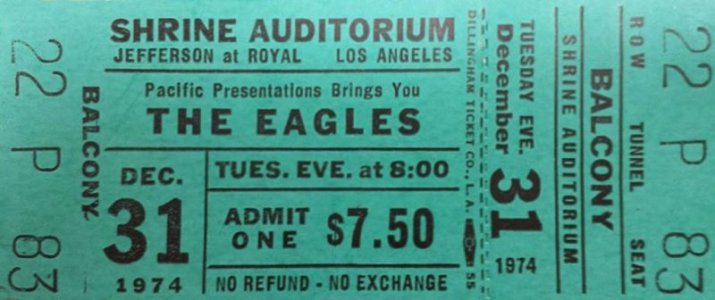 22 P 83
BALCONY
SHRINE AUDITORIUM
JEFFERSON at ROYAL LOS ANGELES
Pacific Presentations Brings You
THE EAGLES
DEC.
31
1974
TUES. EVE. at 8:00
ADMIT ONE $7.50
NO REFUND - NO EXCHANGE
DILLINGHAM TICKET CO., L. A. 55
TUESDAY EVE.
December 31
1974
SHRINE AUDITORIUM
BALCONY
ROW TUNNEL SEAT
22 P 83